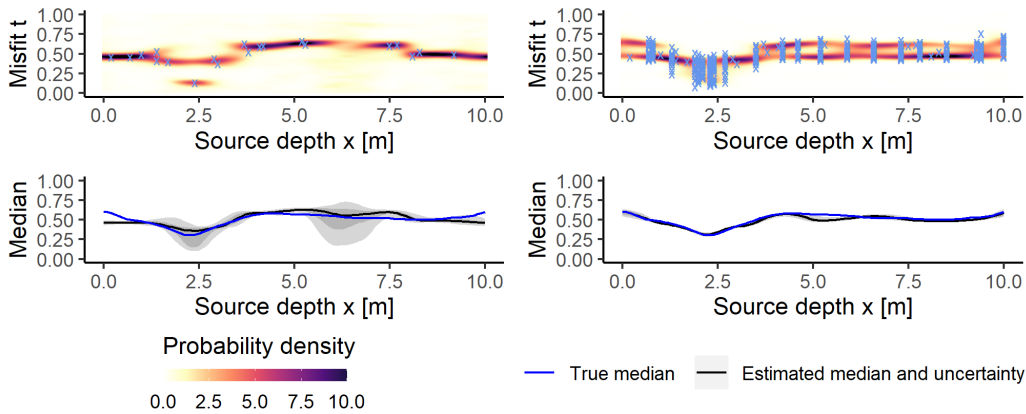 Misfit t
1.00
0.75
0.50
0.25
0.00
0.0 2.5 5.0 7.5 10.0
Source depth x [m]
Misfit t
1.00
0.75
0.50
0.25
0.00
0.0 2.5 5.0 7.5 10.0
Source depth x [m]
Median
1.00
0.75
0.50
0.25
0.00
0.0 2.5 5.0 7.5 10.0
Source depth x [m]
Median
1.00
0.75
0.50
0.25
0.00
0.0 2.5 5.0 7.5 10.0
Source depth x [m]
Probability density
0.0 2.5 5.0 7.5 10.0
True median Estimated median and uncertainty